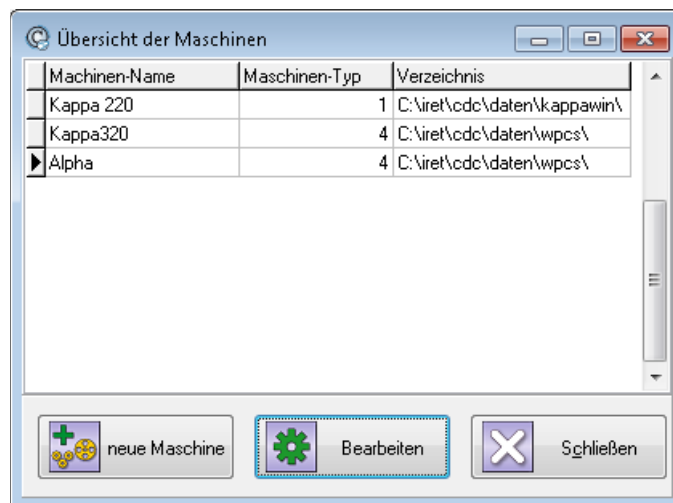 Übersicht der Maschinen
Machinen-Name Maschinen-Typ Verzeichnis
Kappa 220 1 C:\iret\cdc\daten\kappawin\
Kappa320 4 C:\iret\cdc\daten\wpcs\
Alpha 4 C:\iret\cdc\daten\wpcs\
neue Maschine Bearbeiten Schließen